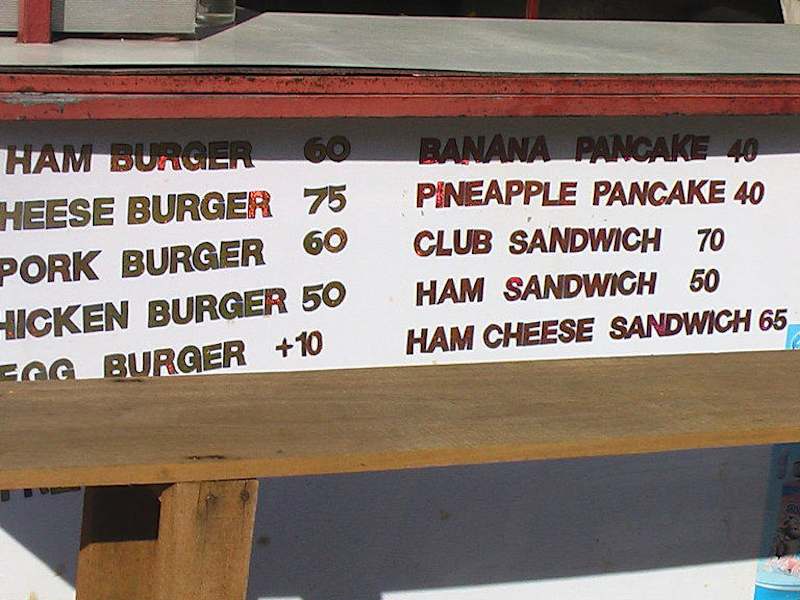 HAM BURGER 60
HEESE BURGER 75
PORK BURGER 60
HICKEN BURGER 50
EGG BURGER +10
BANANA PANCAKE 40
PINEAPPLE PANCAKE 40
CLUB SANDWICH 70
HAM SANDWICH 50
HAM CHEESE SANDWICH 65